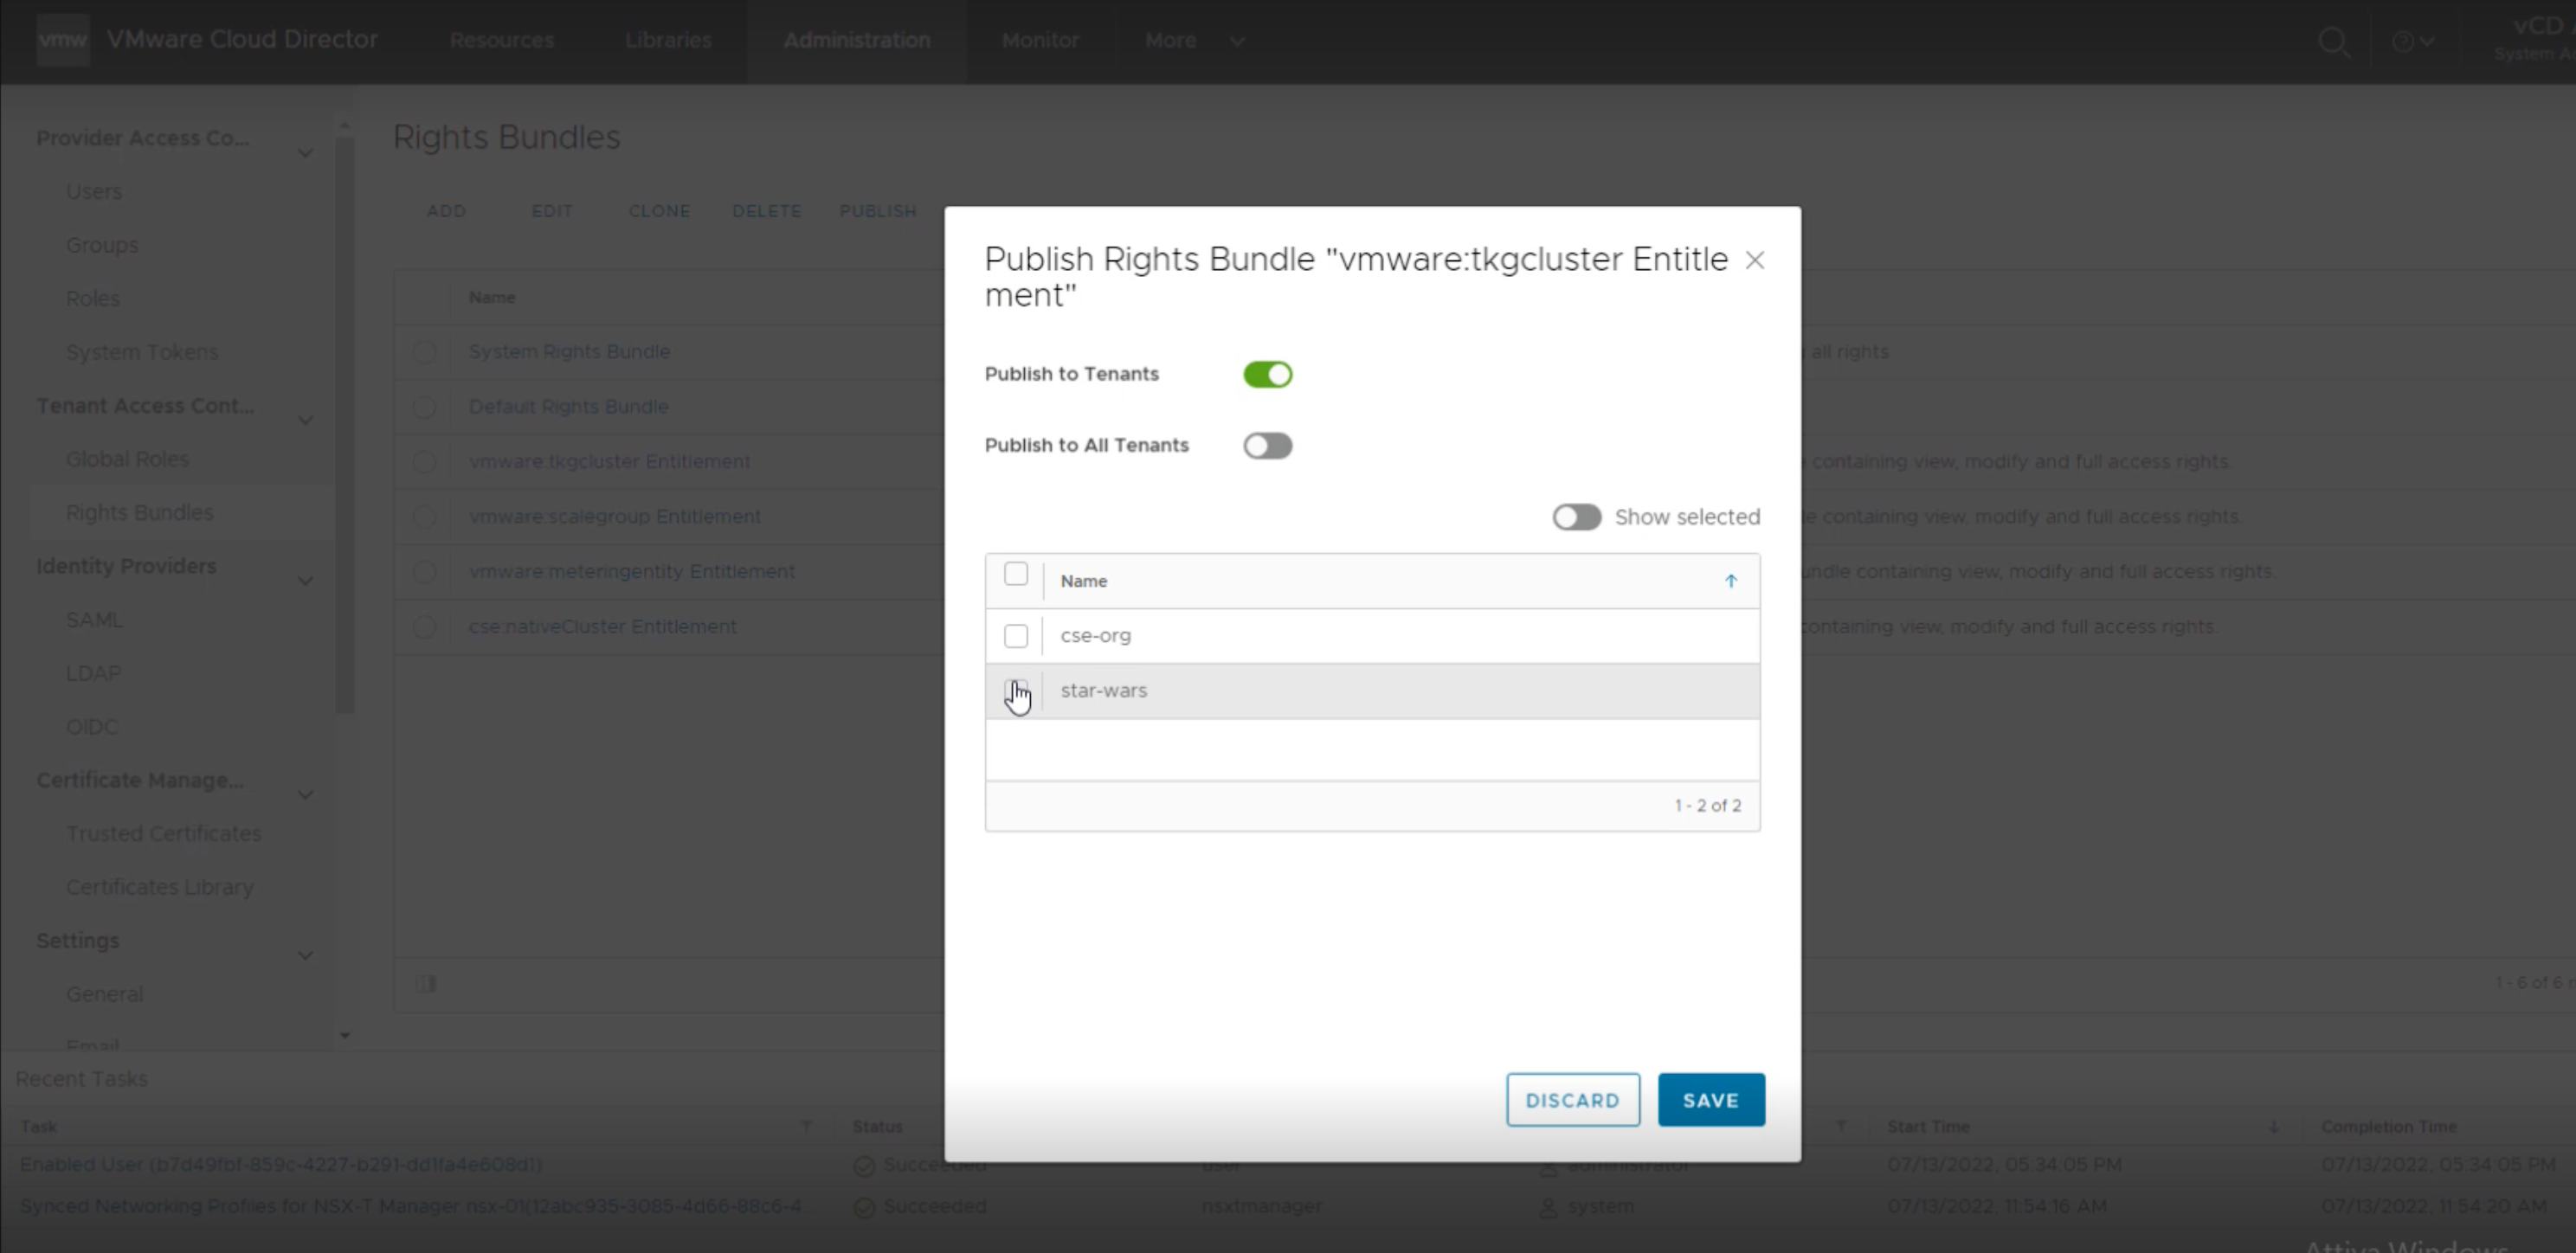 vmw VMware Cloud Director Resources Libraries Administration Monitor More
vCD
System
Provider Access Co...
Users
Groups
Roles
System Tokens
Tenant Access Cont...
Global Roles
Rights Bundles
Identity Providers
SAML
LDAP
OIDC
Certificate Manage...
Trusted Certificates
Certificates Library
Settings
General
Email
Rights Bundles
ADD EDIT CLONE DELETE PUBLISH
Name
System Rights Bundle
all rights
Default Rights Bundle
vmware:tkgcluster Entitlement
containing view, modify and full access rights.
vmware:scalegroup Entitlement
containing view, modify and full access rights.
vmware:meteringentity Entitlement
containing view, modify and full access rights.
cse:nativeCluster Entitlement
containing view, modify and full access rights.
1 - 6 of 6
Publish Rights Bundle "vmware:tkgcluster Entitle
ment"
Publish to Tenants
Publish to All Tenants
Show selected
Name
cse-org
star-wars
1 - 2 of 2
DISCARD SAVE
Recent Tasks
Task Status Start Time Completion Time
Enabled User (b7d49fbf-859c-4227-b291-dd1fa4e608d1) Succeeded user administrator 07/13/2022, 05:34:05 PM 07/13/2022, 05:34:05 PM
Synced Networking Profiles for NSX-T Manager nsx-01(12abc935-3085-4d66-88c6-4 Succeeded nsxtmanager system 07/13/2022, 11:54:16 AM 07/13/2022, 11:54:20 AM
Attiva Windows